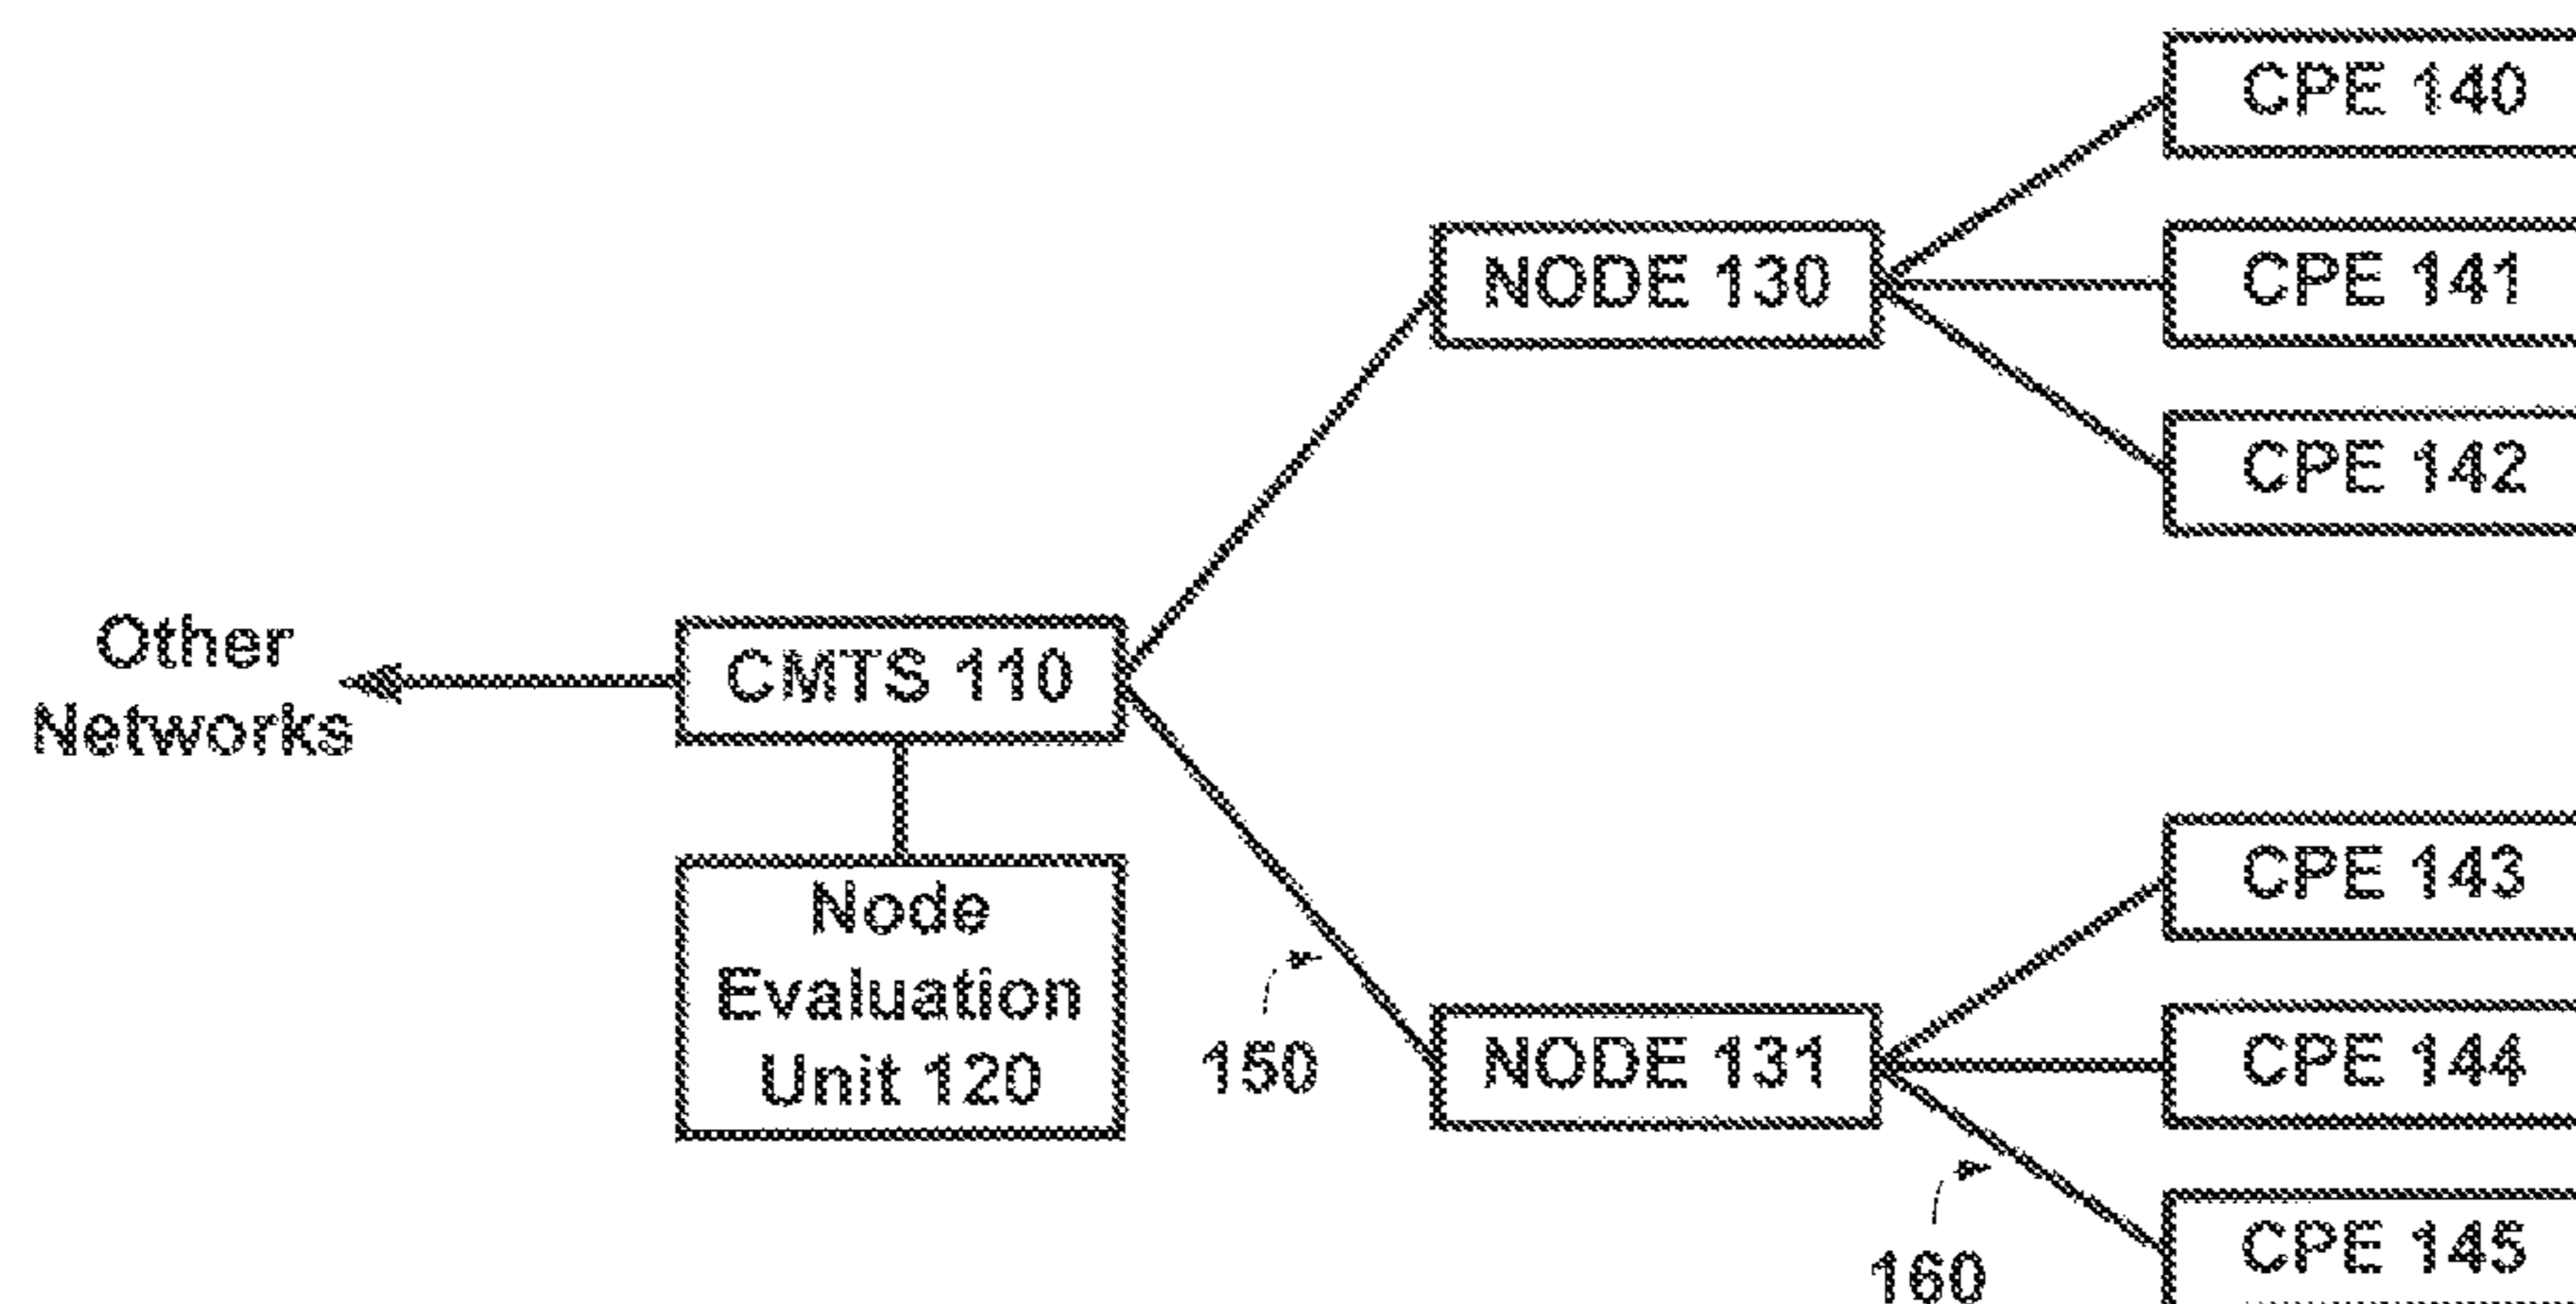 CPE 140
NODE 130
CPE 141
CPE 142
Other
Networks
CMTS 110
Node
Evaluation
Unit 120
150
NODE 131
CPE 143
CPE 144
160
CPE 145